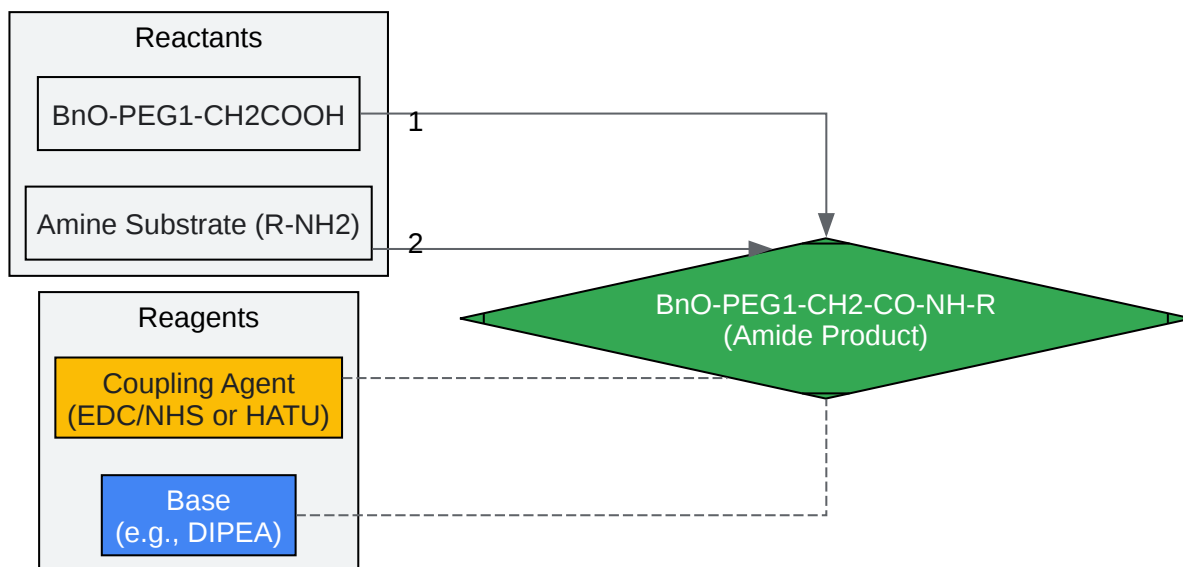 Reactants
BnO-PEG1-CH2COOH
1
Amine Substrate (R-NH2)
2
BnO-PEG1-CH2-CO-NH-R
(Amide Product)
Reagents
Coupling Agent
(EDC/NHS or HATU)
Base
(e.g., DIPEA)